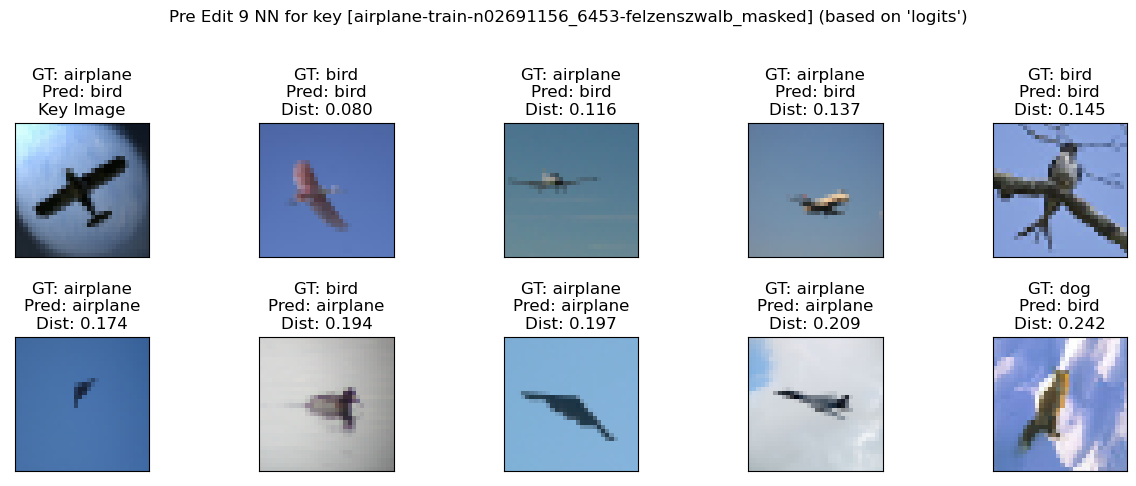 Pre Edit 9 NN for key [airplane-train-n02691156_6453-felzenszwalb_masked] (based on 'logits')
GT: airplane
Pred: bird
Key Image
GT: bird
Pred: bird
Dist: 0.080
GT: airplane
Pred: bird
Dist: 0.116
GT: airplane
Pred: bird
Dist: 0.137
GT: bird
Pred: bird
Dist: 0.145
GT: airplane
Pred: airplane
Dist: 0.174
GT: bird
Pred: airplane
Dist: 0.194
GT: airplane
Pred: airplane
Dist: 0.197
GT: airplane
Pred: airplane
Dist: 0.209
GT: dog
Pred: bird
Dist: 0.242